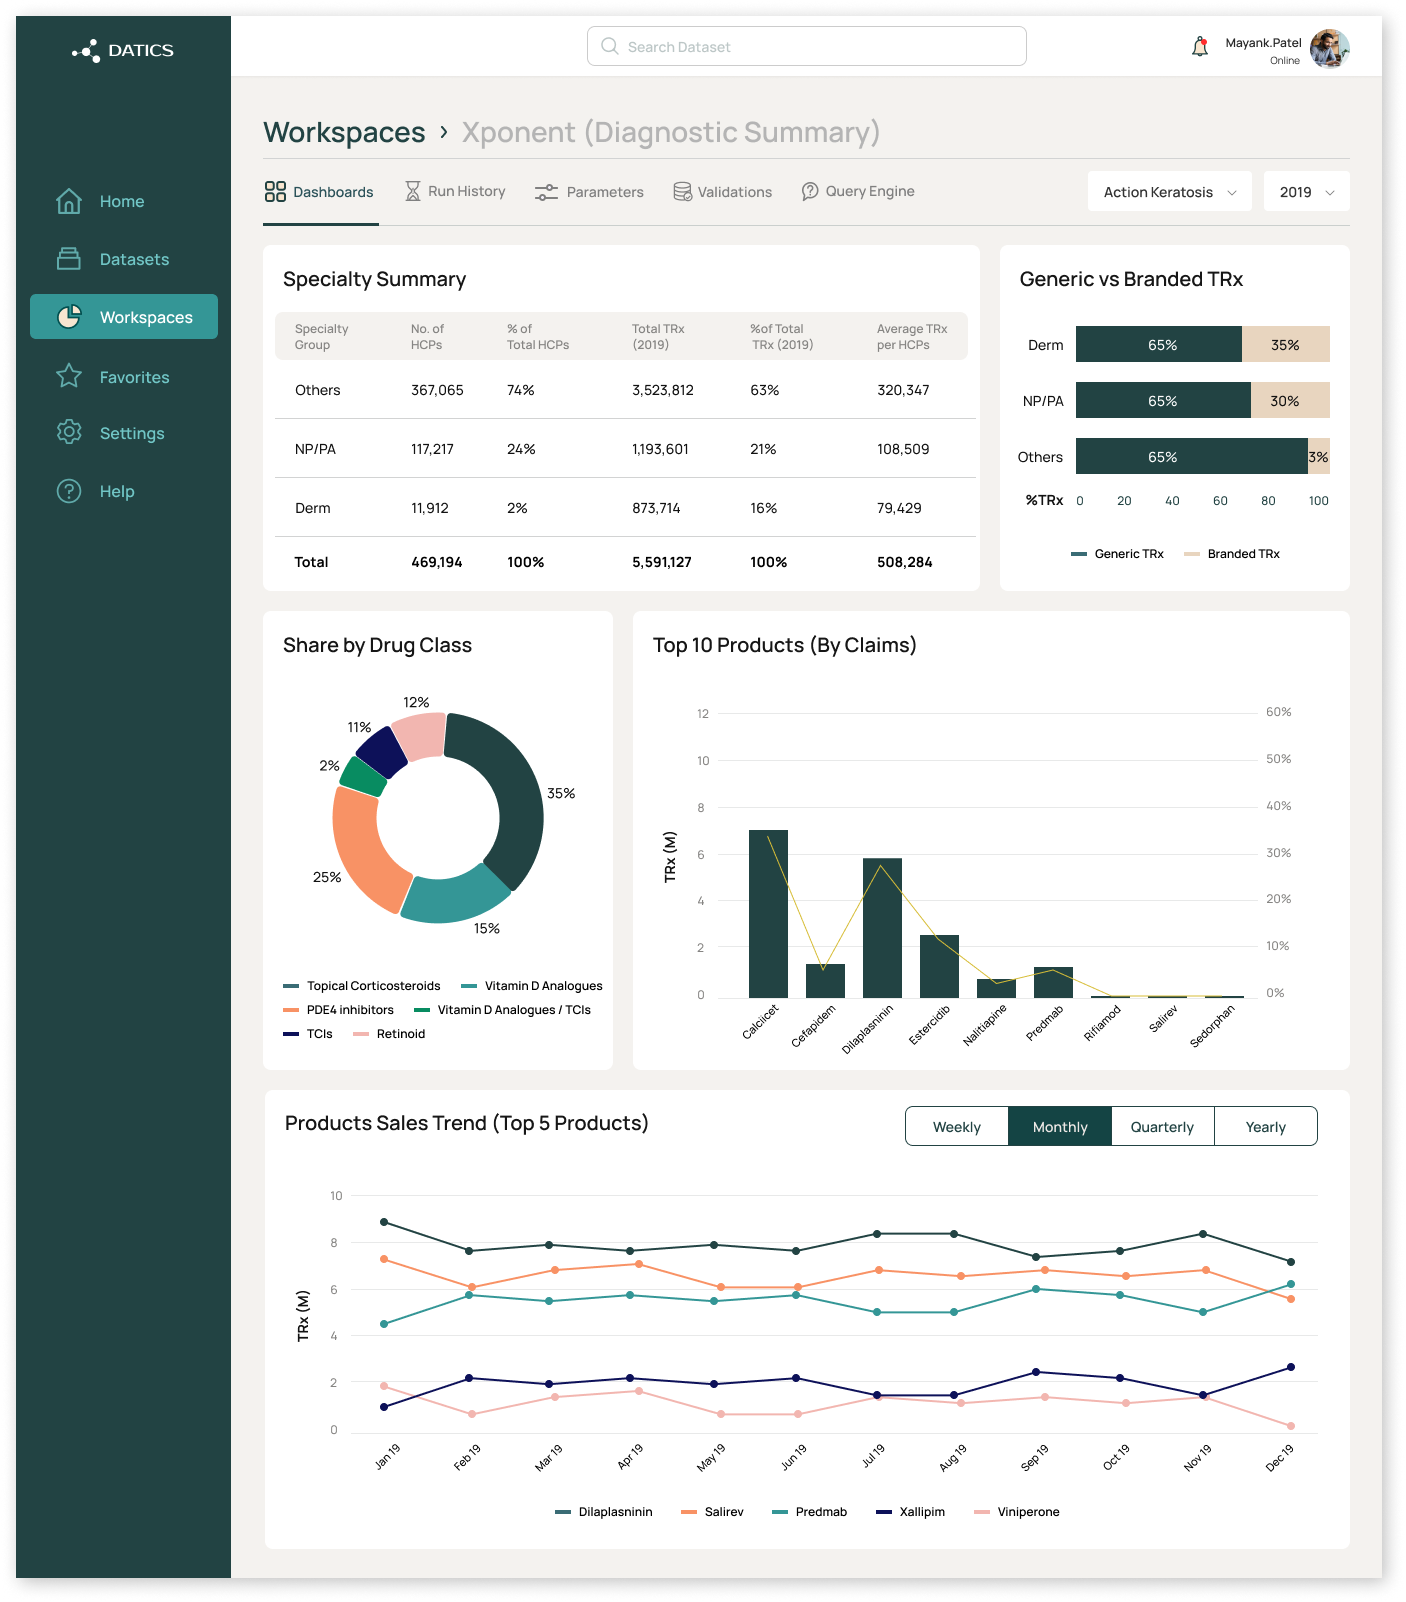 DATICS
Search Dataset
Mayank.Patel
Online
Home
Datasets
Workspaces
Favorites
Settings
Help
Workspaces > Xponent (Diagnostic Summary)
Dashboards Run History Parameters Validations Query Engine
Action Keratosis 2019
Specialty Summary
Specialty Group No. of HCPs % of Total HCPs Total TRx (2019) %of Total TRx (2019) Average TRx per HCPs
Others 367,065 74% 3,523,812 63% 320,347
NP/PA 117,217 24% 1,193,601 21% 108,509
Derm 11,912 2% 873,714 16% 79,429
Total 469,194 100% 5,591,127 100% 508,284
Generic vs Branded TRx
Derm 65% 35%
NP/PA 65% 30%
Others 65% 3%
%TRx 0 20 40 60 80 100
Generic TRx Branded TRx
Share by Drug Class
12%
11%
2%
35%
25%
15%
Topical Corticosteroids Vitamin D Analogues
PDE4 inhibitors Vitamin D Analogues / TCIs
TCIs Retinoid
Top 10 Products (By Claims)
12 60%
10 50%
8 40%
6 30%
4 20%
2 10%
0 0%
TRx (M)
Calciicet Cefapidem Dilaplasninin Estercidib Nalitiapine Predmab Rifiamod Salirev Sedorphan
Products Sales Trend (Top 5 Products)
Weekly Monthly Quarterly Yearly
10
8
6
4
2
0
TRx (M)
Jan 19 Feb 19 Mar 19 Apr 19 May 19 Jun 19 Jul 19 Aug 19 Sep 19 Oct 19 Nov 19 Dec 19
Dilaplasninin Salirev Predmab Xallipim Viniperone